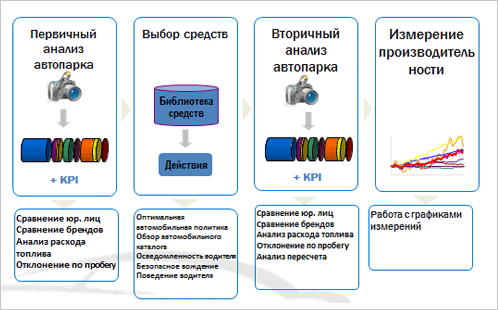 Первичный
анализ
автопарка
+ KPI
Сравнение юр. лиц
Сравнение брендов
Анализ расхода
топлива
Отклонение по пробегу
Выбор средств
Библиотека
средств
Действия
Оптимальная
автомобильная политика
Обзор автомобильного
каталога
Осведомленность водителя
Безопасное вождение
Поведение водителя
Вторичный
анализ
автопарка
+ KPI
Сравнение юр. лиц
Сравнение брендов
Анализ расхода топлива
Отклонение по пробегу
Анализ пересчета
Измерение
производитель
ности
Работа с графиками
измерений